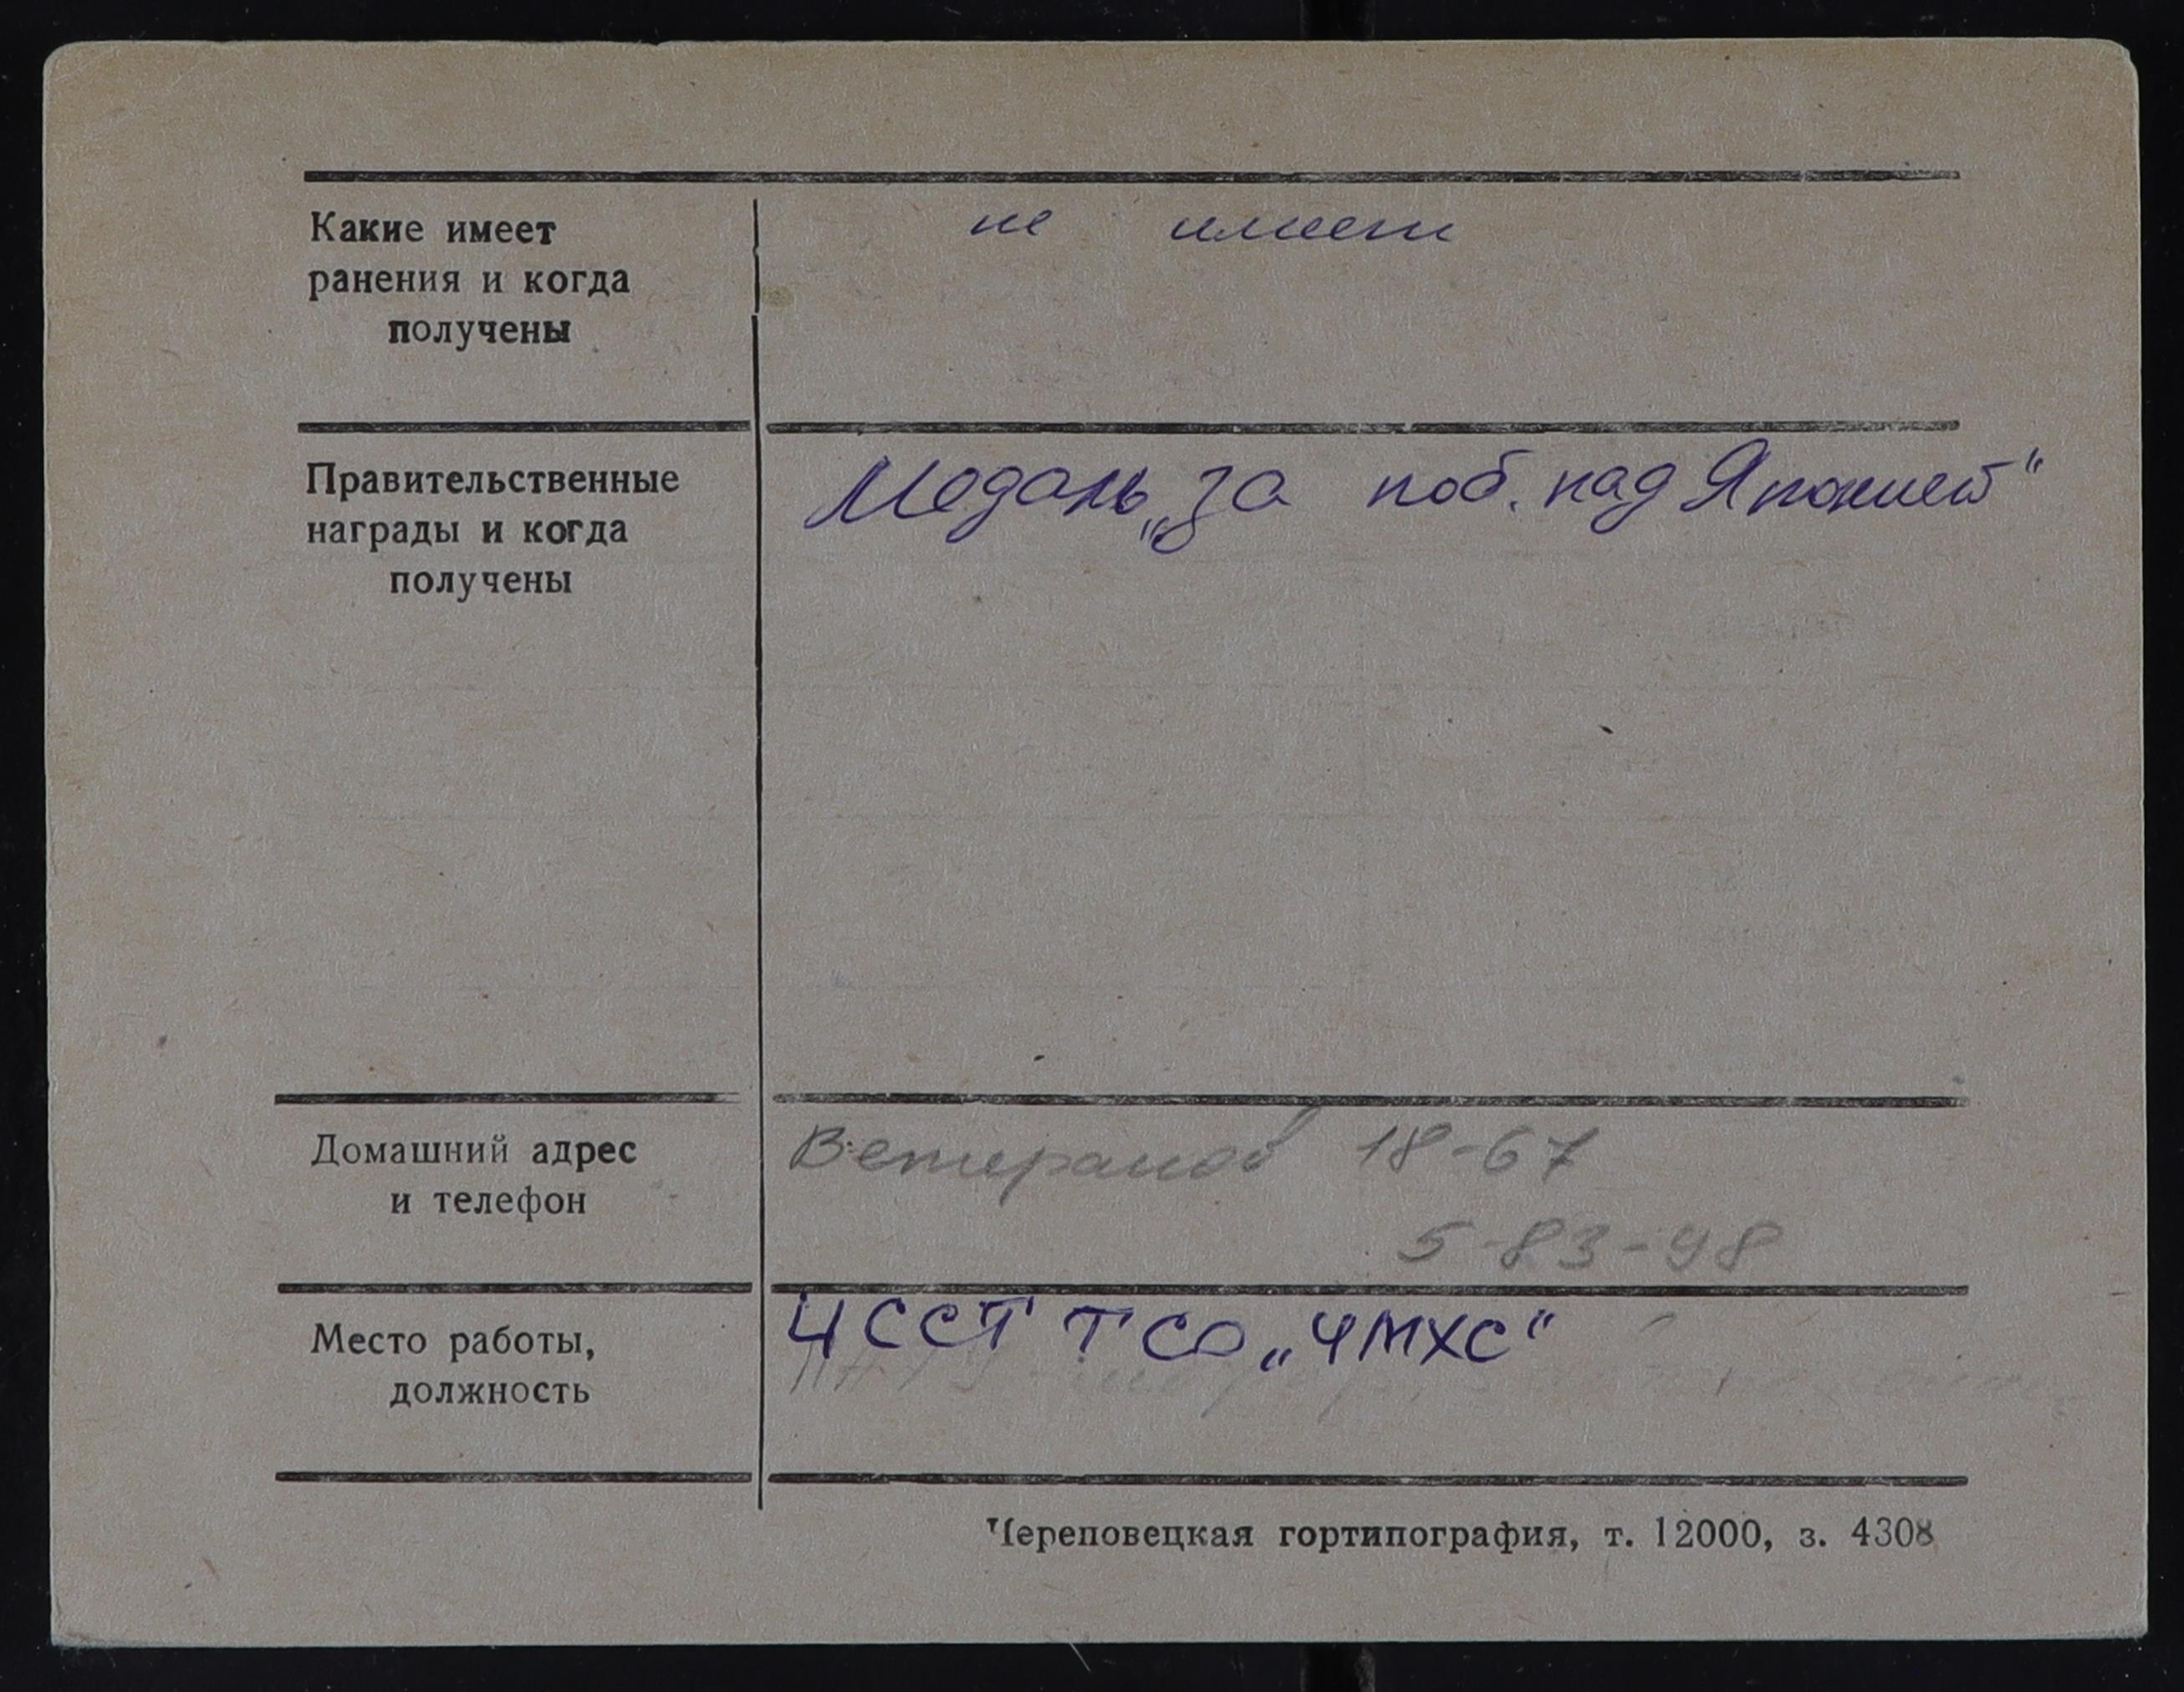 Какие имеет не имеет
ранения и когда
получены
Правительственные Медаль „За поб. над Японией“
награды и когда
получены
Домашний адрес Ветеранов 18-67
и телефон 5-83-98
Место работы, ЧССТ ТСО „ЧМХС“
должность
Череповецкая гортипография, т. 12000, з. 4308